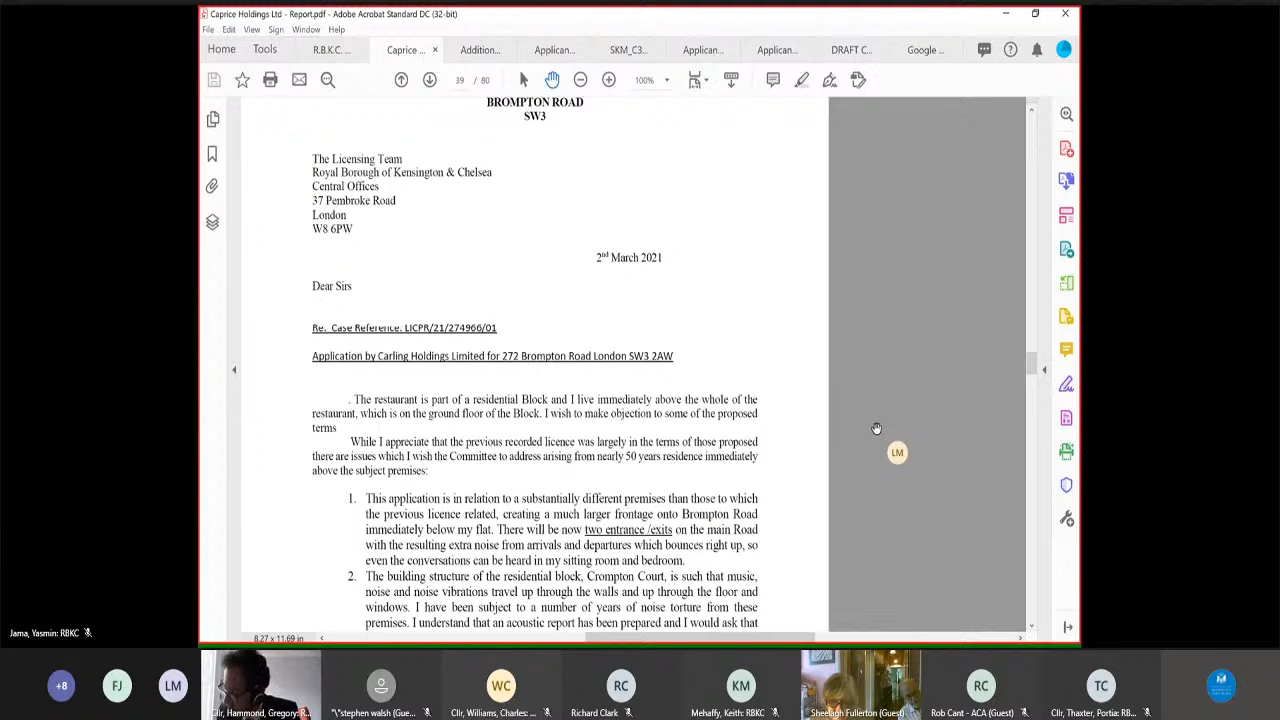 Caprice Holdings Ltd - Report.pdf - Adobe Acrobat Standard DC (32-bit)
File Edit View Sign Window Help
Home Tools R.B.K.C. ... Caprice ... × Addition... Applican... SKM_C3... Applican... Applican... DRAFT C... Google ...
39 / 80 100%
BROMPTON ROAD
SW3
The Licensing Team
Royal Borough of Kensington & Chelsea
Central Offices
37 Pembroke Road
London
W8 6PW
2nd March 2021
Dear Sirs
Re: Case Reference: LICPR/21/274966/01
Application by Carling Holdings Limited for 272 Brompton Road London SW3 2AW
. The restaurant is part of a residential Block and I live immediately above the whole of the
restaurant, which is on the ground floor of the Block. I wish to make objection to some of the proposed
terms
While I appreciate that the previous recorded licence was largely in the terms of those proposed
there are issues which I wish the Committee to address arising from nearly 50 years residence immediately
above the subject premises:
1. This application is in relation to a substantially different premises than those to which
the previous licence related, creating a much larger frontage onto Brompton Road
immediately below my flat. There will be now two entrance /exits on the main Road
with the resulting extra noise from arrivals and departures which bounces right up, so
even the conversations can be heard in my sitting room and bedroom.
2. The building structure of the residential block, Crompton Court, is such that music,
noise and noise vibrations travel up through the walls and up through the floor and
windows. I have been subject to a number of years of noise torture from these
premises. I understand that an acoustic report has been prepared and I would ask that
LM
8.27 x 11.69 in
Jama, Yasmin: RBKC
+8 FJ LM WC RC KM RC TC
Cllr, Hammond, Gregory: R... "\"stephen walsh (Gue... Cllr, Williams, Charles: ... Richard Clark Mehaffy, Keith: RBKC Sheelagh Fullerton (Guest) Rob Cant - ACA (Guest) Cllr, Thaxter, Portia: RB...